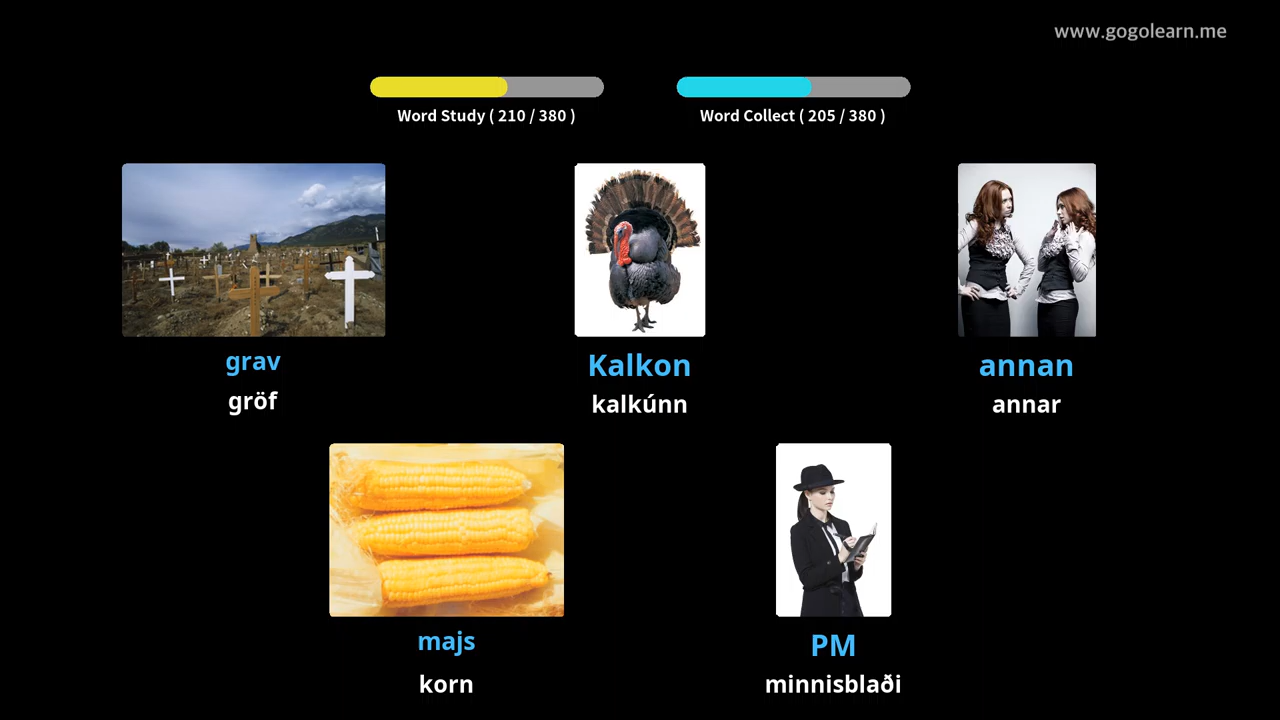 www.gogolearn.me
Word Study ( 210 / 380 )
Word Collect ( 205 / 380 )
grav
gröf
Kalkon
kalkúnn
annan
annar
majs
korn
PM
minnisblaði